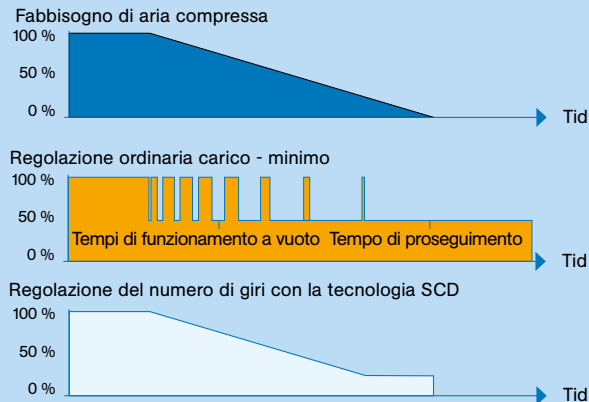 Fabbisogno di aria compressa
100 %
50 %
0 %
Tid
Regolazione ordinaria carico - minimo
100 %
50 %
Tempi di funzionamento a vuoto Tempo di proseguimento
0 %
Tid
Regolazione del numero di giri con la tecnologia SCD
100 %
50 %
0 %
Tid